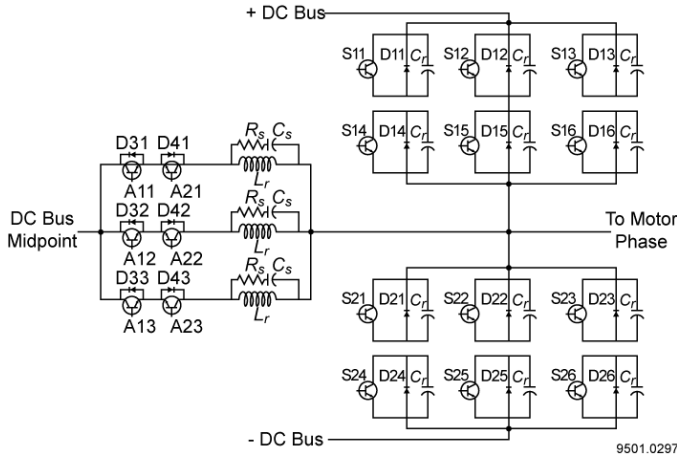 + DC Bus
S11 D11 Cr S12 D12 Cr S13 D13 Cr
S14 D14 Cr S15 D15 Cr S16 D16 Cr
Rs Cs
D31 D41
Lr
A11 A21
Rs Cs
D32 D42
Lr
A12 A22
DC Bus
Midpoint
Rs Cs
D33 D43
Lr
A13 A23
To Motor
Phase
S21 D21 Cr S22 D22 Cr S23 D23 Cr
S24 D24 Cr S25 D25 Cr S26 D26 Cr
- DC Bus
9501.0297